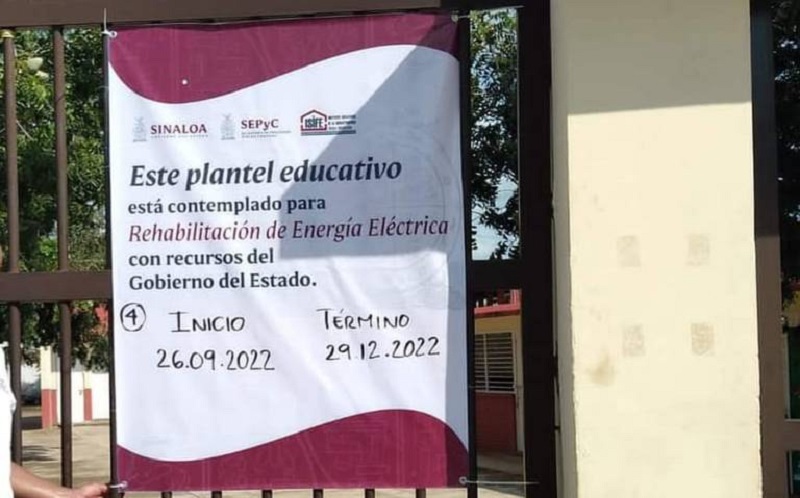 SINALOA
SEPyC
ISIFE
Este plantel educativo
está contemplado para
Rehabilitación de Energía Eléctrica
con recursos del
Gobierno del Estado.
4 INICIO TÉRMINO
26.09.2022 29.12.2022